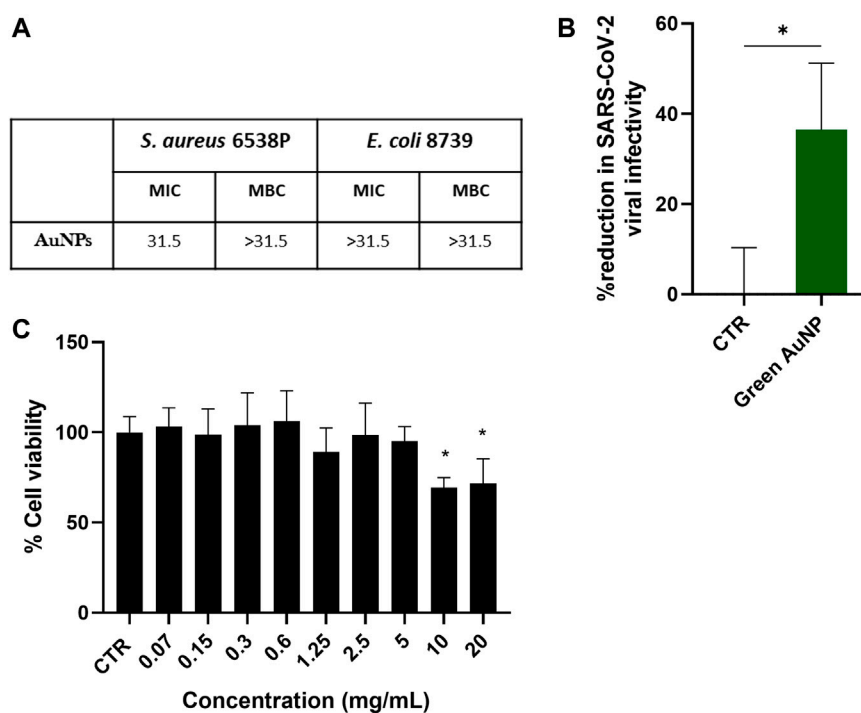 A
S. aureus 6538P E. coli 8739
MIC MBC MIC MBC
AuNPs 31.5 >31.5 >31.5 >31.5
B
*
%reduction in SARS-CoV-2
viral infectivity
60
40
20
0
CTR Green AuNP
C
% Cell viability
150
100
50
0
* *
CTR 0.07 0.15 0.3 0.6 1.25 2.5 5 10 20
Concentration (mg/mL)